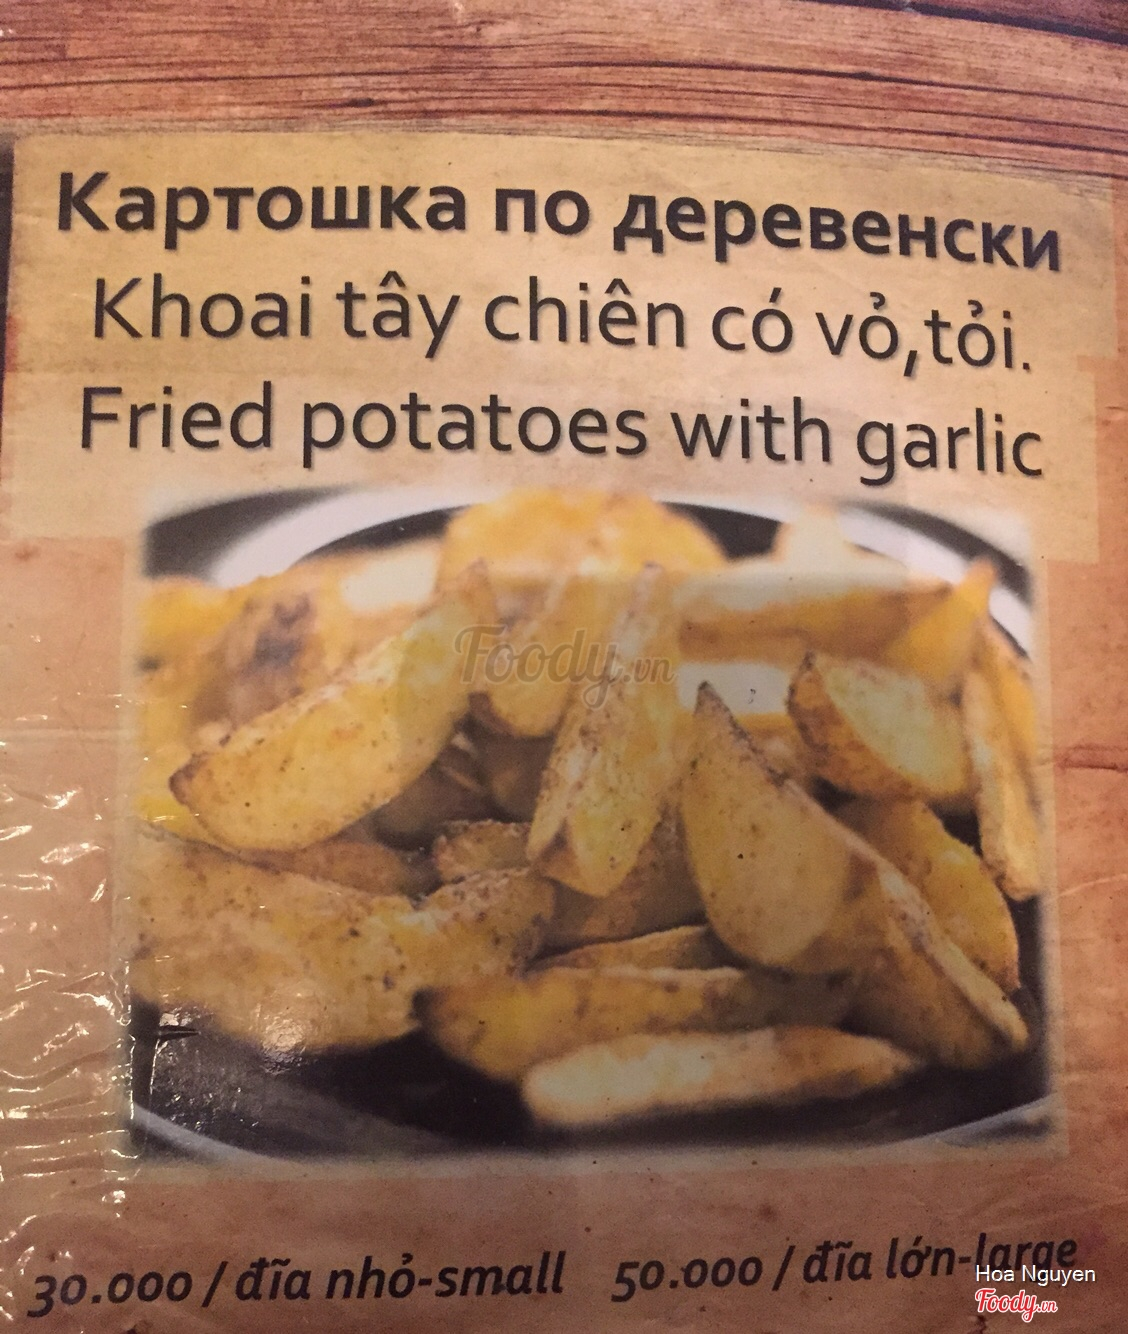 Картошка по деревенски
Khoai tây chiên có vỏ,tỏi.
Fried potatoes with garlic
Foody.vn
30.000 / đĩa nhỏ-small 50.000 / đĩa lớn-large
Hoa Nguyen
Foody.vn